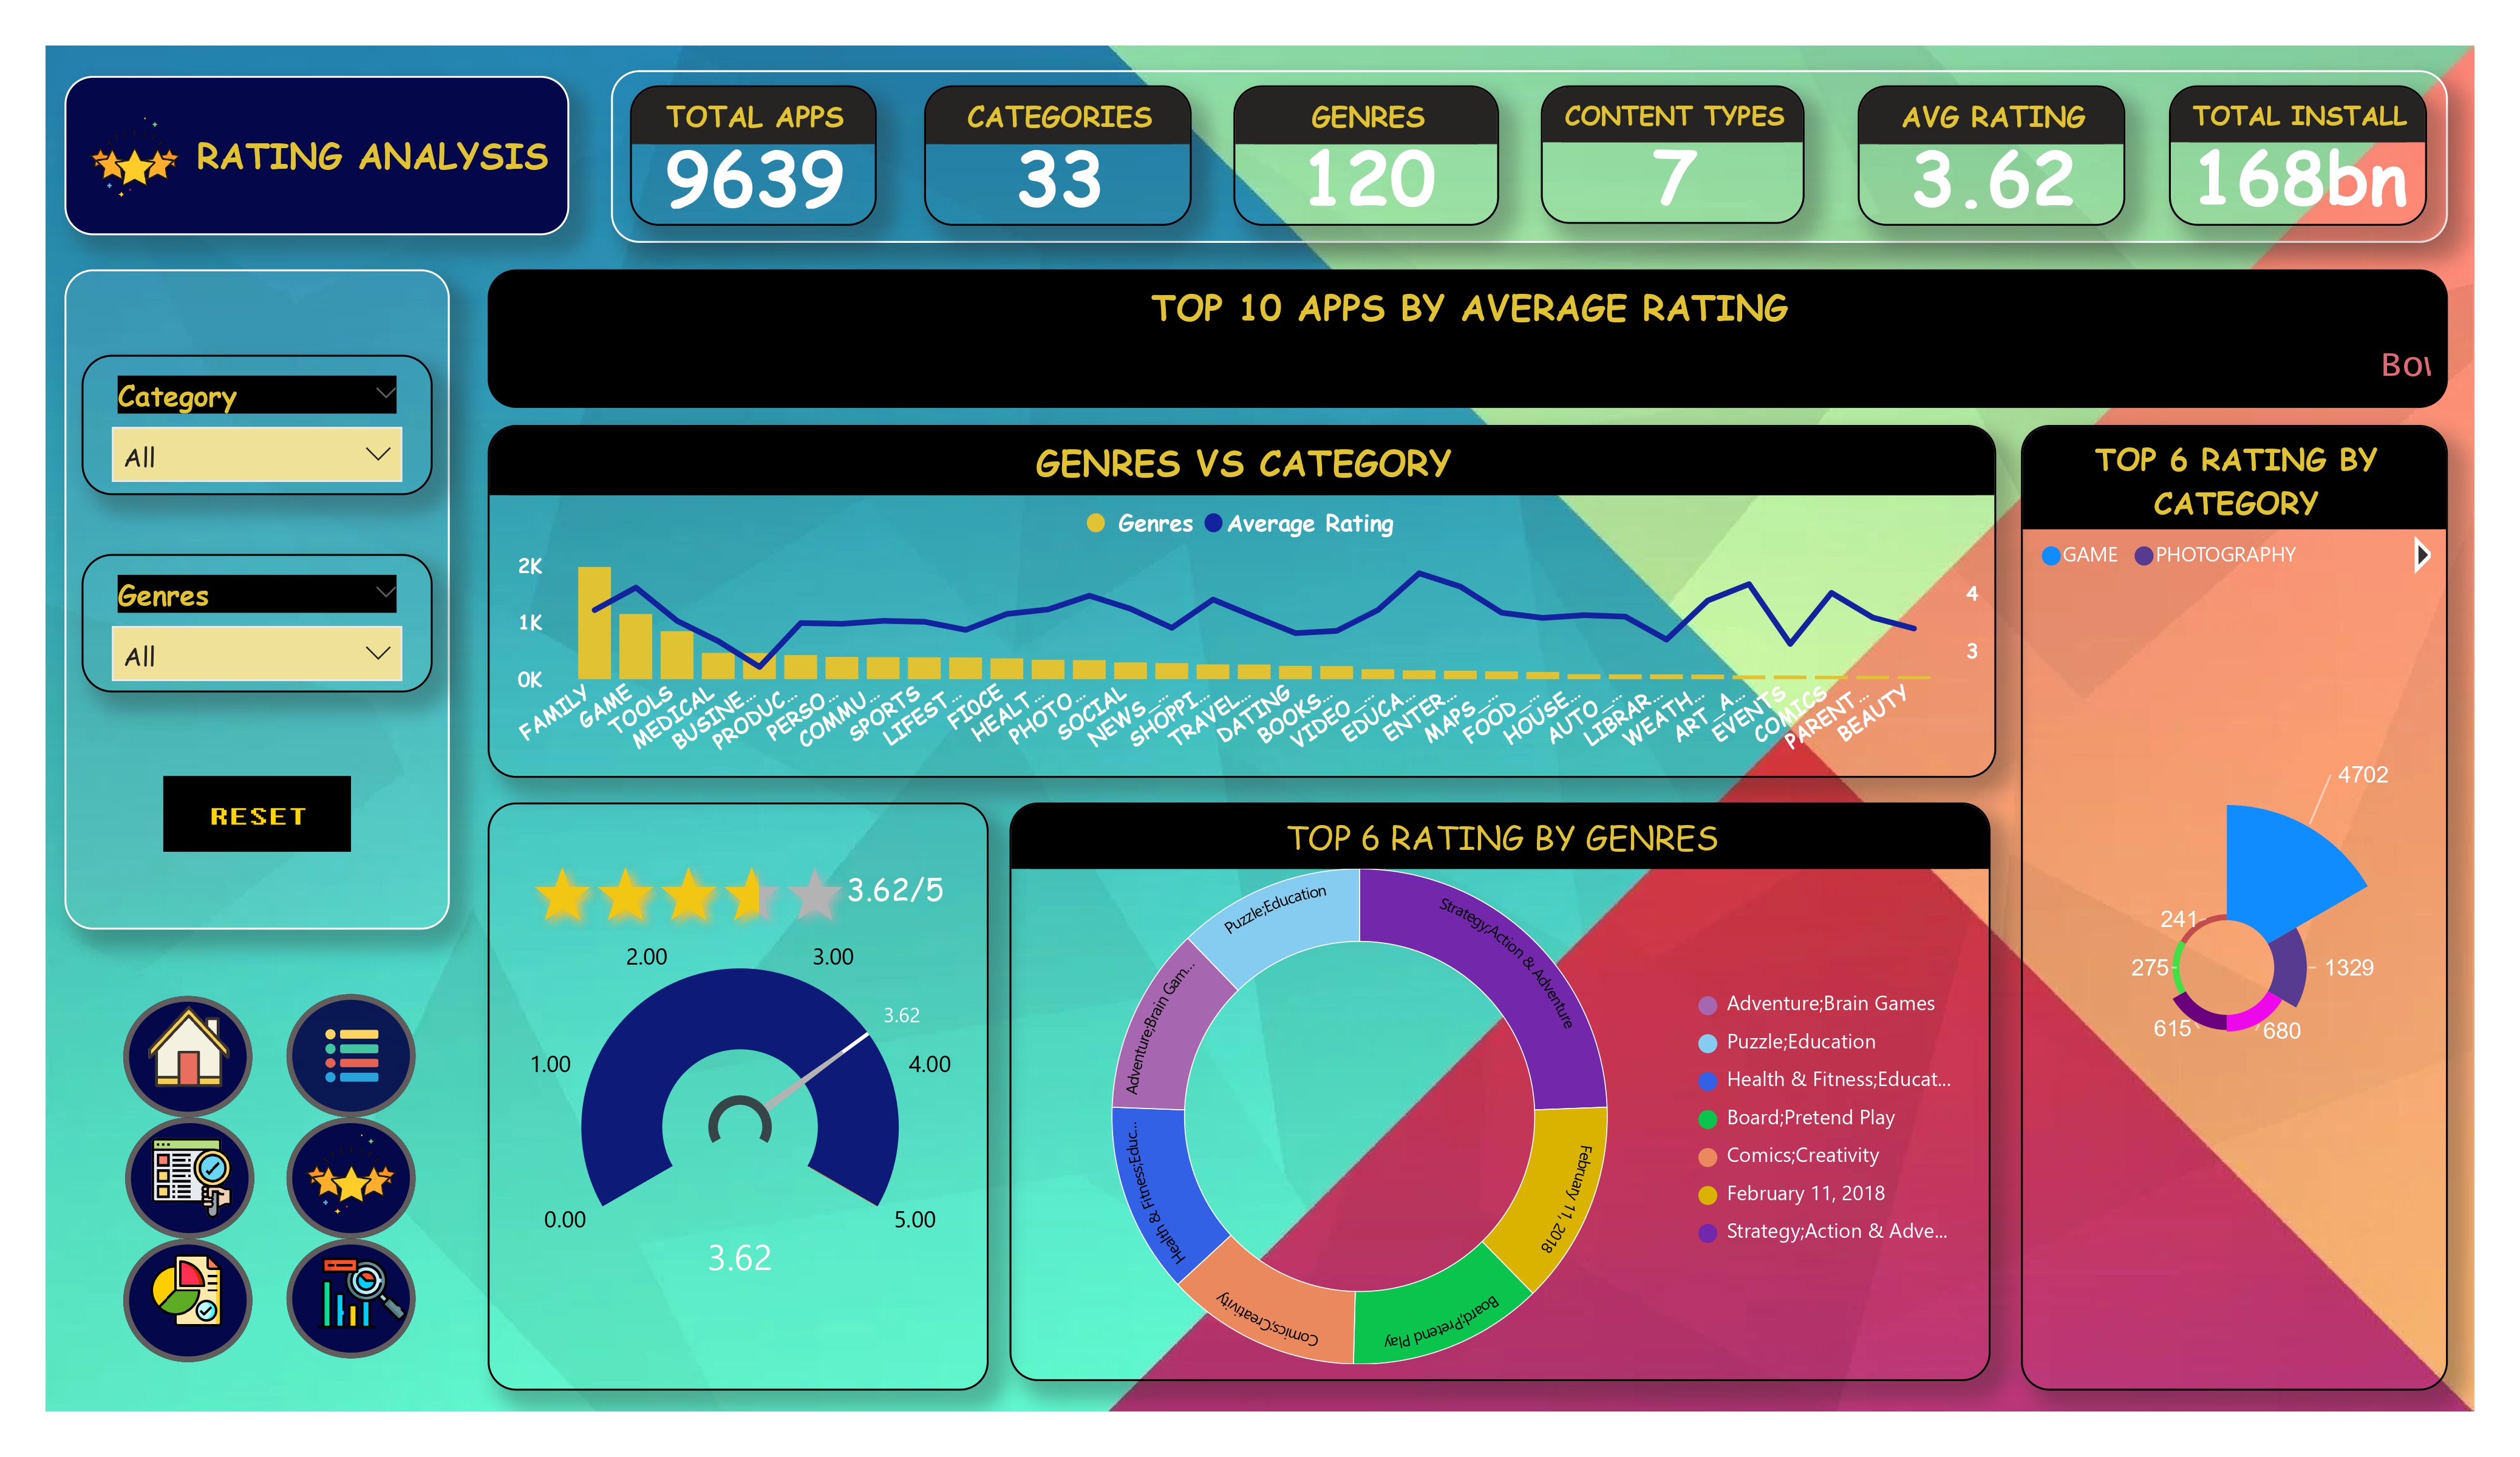 RATING ANALYSIS
TOTAL APPS
9639
CATEGORIES
33
GENRES
120
CONTENT TYPES
7
AVG RATING
3.62
TOTAL INSTALL
168bn
Category
All
Genres
All
RESET
TOP 10 APPS BY AVERAGE RATING
GENRES VS CATEGORY
Genres
Average Rating
2K
1K
0K
4
3
FAMILY
GAME
TOOLS
MEDICAL
BUSINE...
PRODUC...
PERSO...
COMMU...
SPORTS
LIFEST...
FIOCE
HEALT...
PHOTO...
SOCIAL
NEWS_...
SHOPPI...
TRAVEL...
DATING
BOOKS...
VIDEO_...
EDUCA...
ENTER...
MAPS_...
FOOD_...
HOUSE...
AUTO_...
LIBRAR...
WEATH...
ART_A...
EVENTS
COMICS
PARENT...
BEAUTY
TOP 6 RATING BY
CATEGORY
GAME
PHOTOGRAPHY
4702
1329
680
615
275
241
3.62/5
0.00
1.00
2.00
3.00
3.62
4.00
5.00
3.62
TOP 6 RATING BY GENRES
Strategy;Action & Adventure
February 11, 2018
Board;Pretend Play
Comics;Creativity
Health & Fitness;Educ...
Adventure;Brain Gam...
Puzzle;Education
Adventure;Brain Games
Puzzle;Education
Health & Fitness;Educat...
Board;Pretend Play
Comics;Creativity
February 11, 2018
Strategy;Action & Adve...